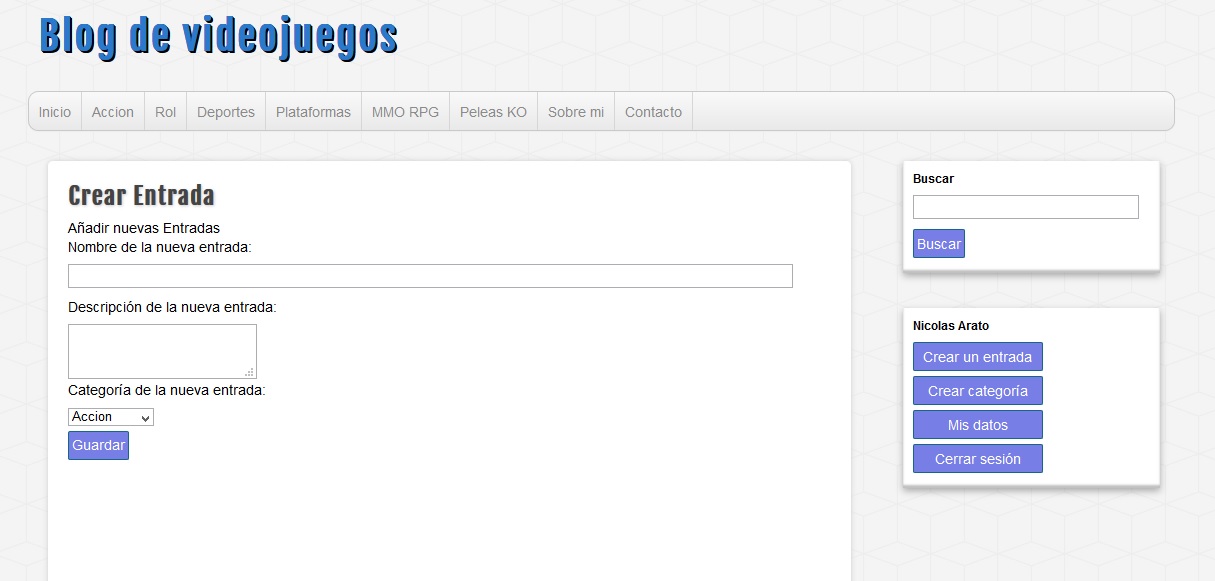 Blog de videojuegos
Inicio Accion Rol Deportes Plataformas MMO RPG Peleas KO Sobre mi Contacto
Crear Entrada
Añadir nuevas Entradas
Nombre de la nueva entrada:
Descripción de la nueva entrada:
Categoría de la nueva entrada:
Accion
Guardar
Buscar
Buscar
Nicolas Arato
Crear un entrada
Crear categoría
Mis datos
Cerrar sesión